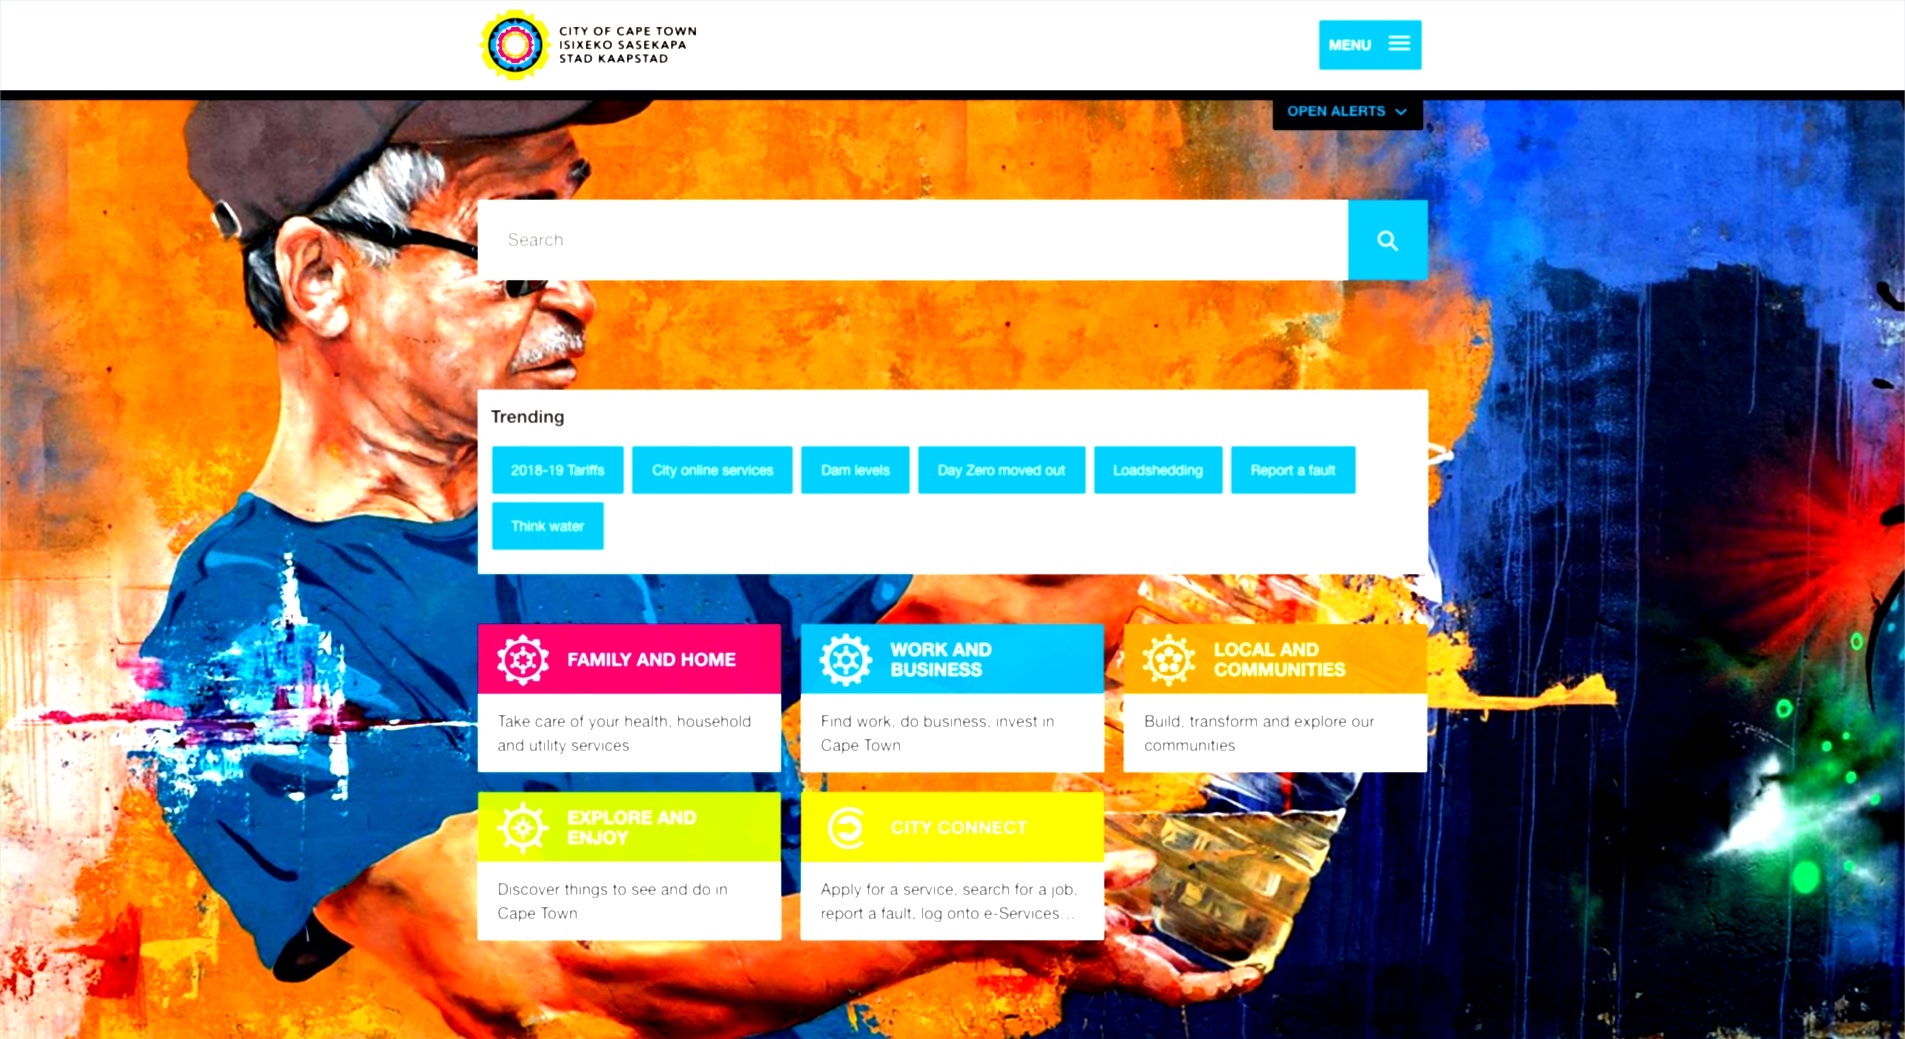 CITY OF CAPE TOWN
ISIXEKO SASEKAPA
STAD KAAPSTAD
MENU
OPEN ALERTS
Search
Trending
2018-19 Tariffs
City online services
Dam levels
Day Zero moved out
Loadshedding
Report a fault
Think water
FAMILY AND HOME
Take care of your health, household
and utility services
WORK AND
BUSINESS
Find work, do business, invest in
Cape Town
LOCAL AND
COMMUNITIES
Build, transform and explore our
communities
EXPLORE AND
ENJOY
Discover things to see and do in
Cape Town
CITY CONNECT
Apply for a service, search for a job,
report a fault, log onto e-Services...